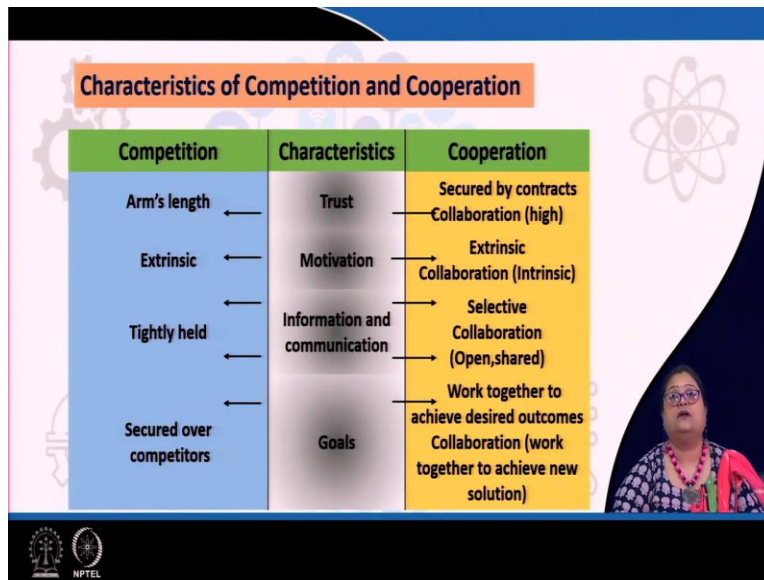 Characteristics of Competition and Cooperation
Competition
Characteristics
Cooperation
Arm's length
Trust
Secured by contracts
Collaboration (high)
Extrinsic
Motivation
Extrinsic
Collaboration (Intrinsic)
Tightly held
Information and
communication
Selective
Collaboration
(Open,shared)
Secured over
competitors
Goals
Work together to
achieve desired outcomes
Collaboration (work
together to achieve new
solution)
NPTEL